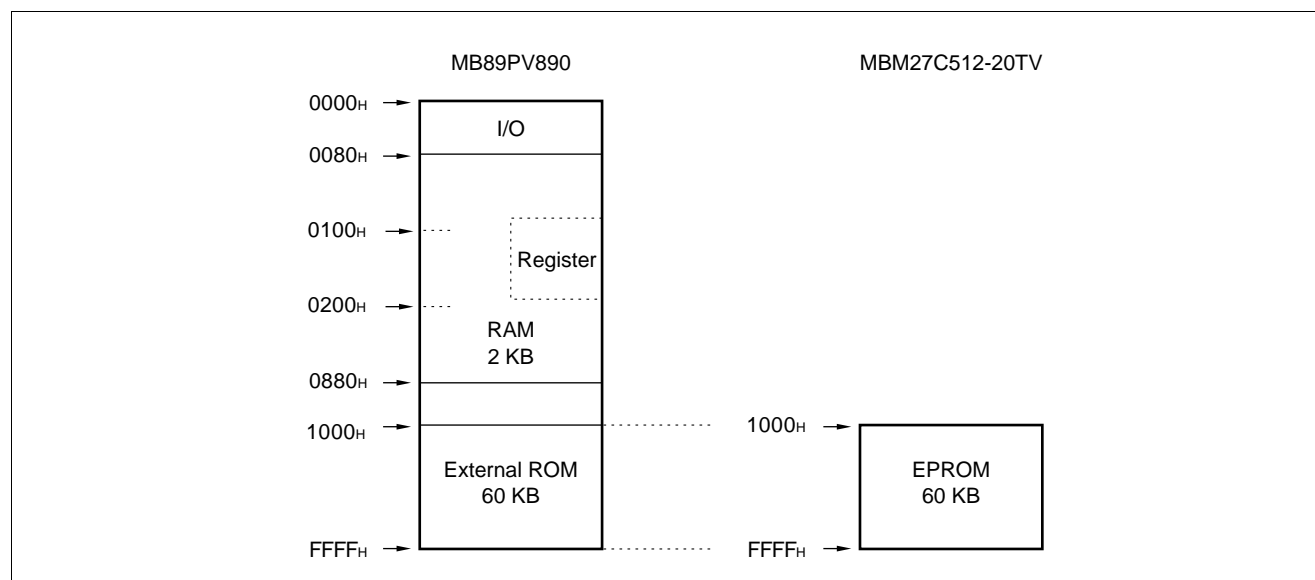 MB89PV890
MBM27C512-20TV
0000H
I/O
0080H
0100H
Register
0200H
RAM
2 KB
0880H
1000H
1000H
External ROM
60 KB
EPROM
60 KB
FFFFH
FFFFH